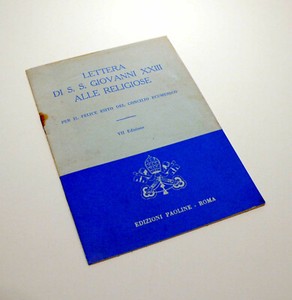 LETTERA
DI S. S. GIOVANNI XXIII
ALLE RELIGIOSE
PER IL FELICE ESITO DEL CONCILIO ECUMENICO
VII Edizione
EDIZIONI PAOLINE - ROMA